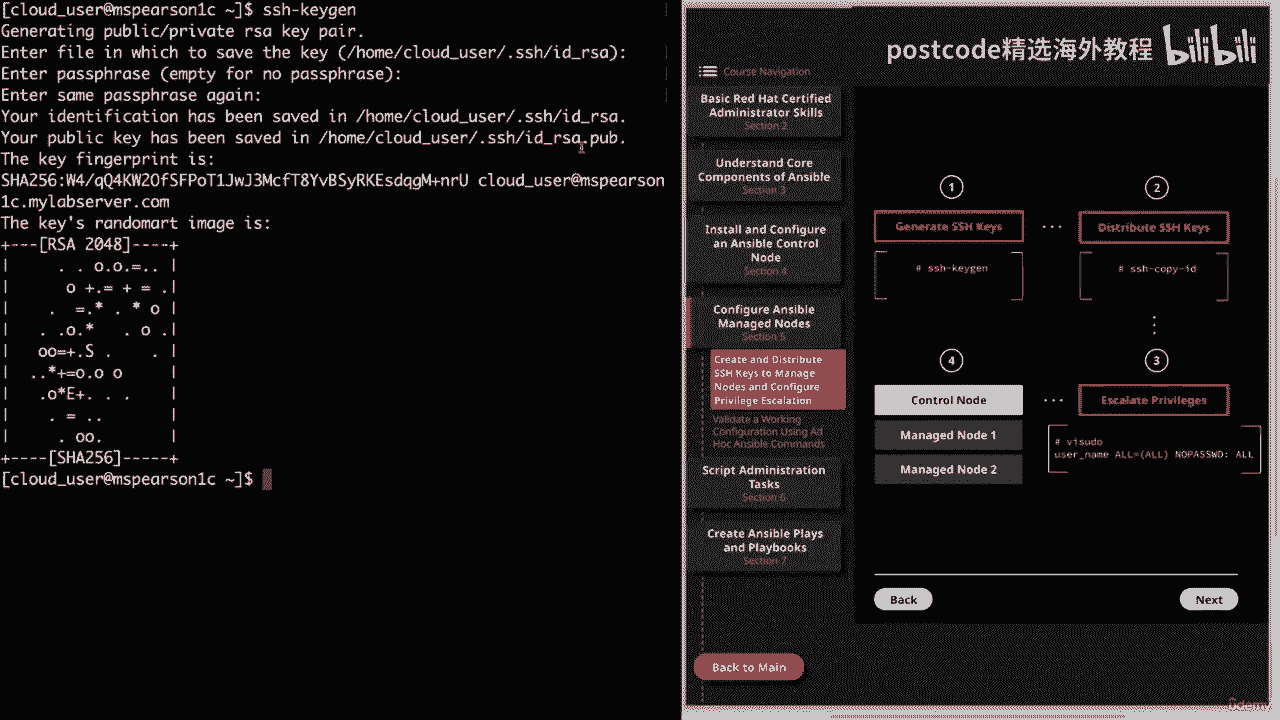 [cloud_user@mspearson1c ~]$ ssh-keygen
Generating public/private rsa key pair.
Enter file in which to save the key (/home/cloud_user/.ssh/id_rsa):
Enter passphrase (empty for no passphrase):
Enter same passphrase again:
Your identification has been saved in /home/cloud_user/.ssh/id_rsa.
Your public key has been saved in /home/cloud_user/.ssh/id_rsa.pub.
The key fingerprint is:
SHA256:W4/qQ4KW2OfSFPoT1JwJ3McfT8YvBSyRKEsdqgM+nrU cloud_user@mspearson
1c.mylabserver.com
The key's randomart image is:
+---[RSA 2048]----+
|     . . o.o.=.. |
|      o +.= + = .|
|    .  =.* . * o |
|  . .o.*   . o .|
|   oo=+.S .    . |
|  ..*+=o.o o     |
|   .o*E+. . .    |
|    . = ..       |
|     . oo.       |
+----[SHA256]-----+
[cloud_user@mspearson1c ~]$
postcode精选海外教程 bilibili
Course Navigation
Basic Red Hat Certified
Administrator Skills
Section 2
Understand Core
Components of Ansible
Section 3
Install and Configure
an Ansible Control
Node
Section 4
Configure Ansible
Managed Nodes
Section 5
Create and Distribute
SSH Keys to Manage
Nodes and Configure
Privilege Escalation
Validate a Working
Configuration Using Ad
Hoc Ansible Commands
Script Administration
Tasks
Section 6
Create Ansible Plays
and Playbooks
Section 7
Back to Main
1
Generate SSH Keys
# ssh-keygen
2
Distribute SSH Keys
# ssh-copy-id
4
Control Node
Managed Node 1
Managed Node 2
3
Escalate Privileges
# visudo
user_name ALL=(ALL) NOPASSWD: ALL
Back
Next
Udemy